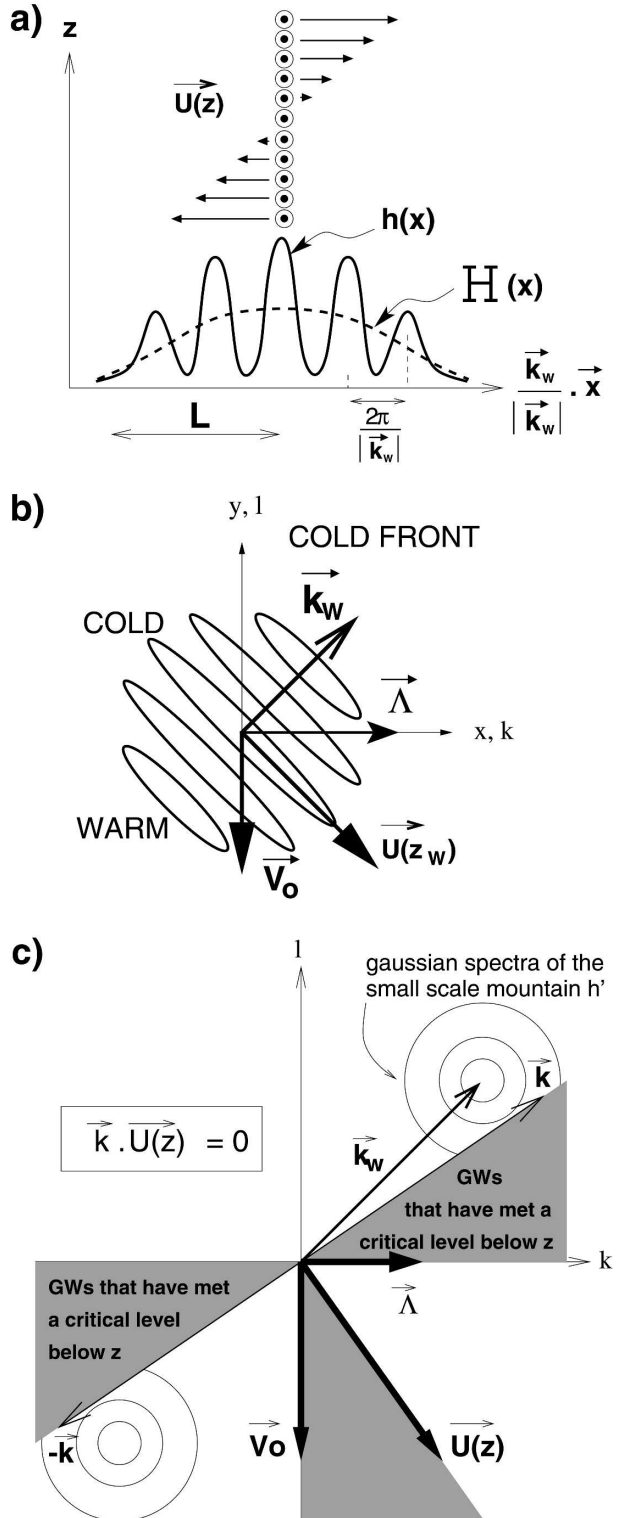 a)
z
U(z)
h(x)
H (x)
L
2π
|k_w|
k_w
|k_w| . x
b)
y, l
COLD FRONT
k_w
COLD
Λ
x, k
WARM
U(z_w)
V_o
c)
l
gaussian spectra of the
small scale mountain h'
k
k . U(z) = 0
k_w
GWs
that have met a
critical level below z
k
GWs that have met
a critical level
below z
Λ
-k
Vo
U(z)